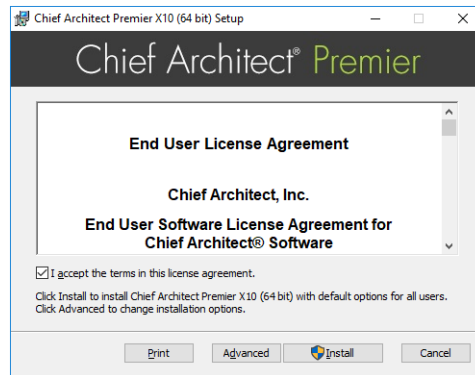 Chief Architect Premier X10 (64 bit) Setup
Chief Architect® Premier
End User License Agreement
Chief Architect, Inc.
End User Software License Agreement for
Chief Architect® Software
I accept the terms in this license agreement.
Click Install to install Chief Architect Premier X10 (64 bit) with default options for all users.
Click Advanced to change installation options.
Print Advanced Install Cancel